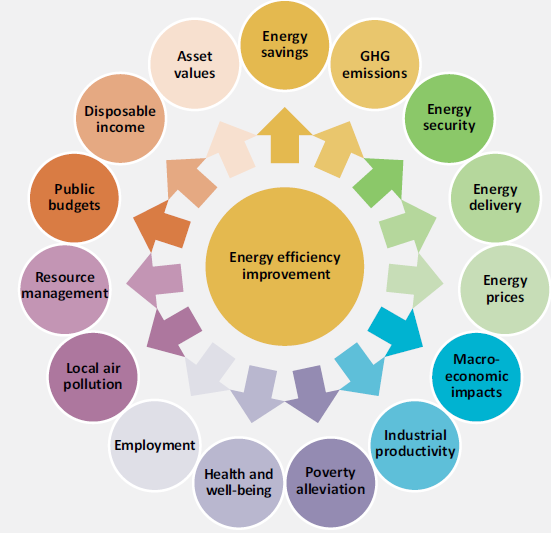 Energy
savings
GHG
emissions
Energy
security
Energy
delivery
Energy
prices
Macro-
economic
impacts
Industrial
productivity
Poverty
alleviation
Health and
well-being
Employment
Local air
pollution
Resource
management
Public
budgets
Disposable
income
Asset
values
Energy efficiency
improvement